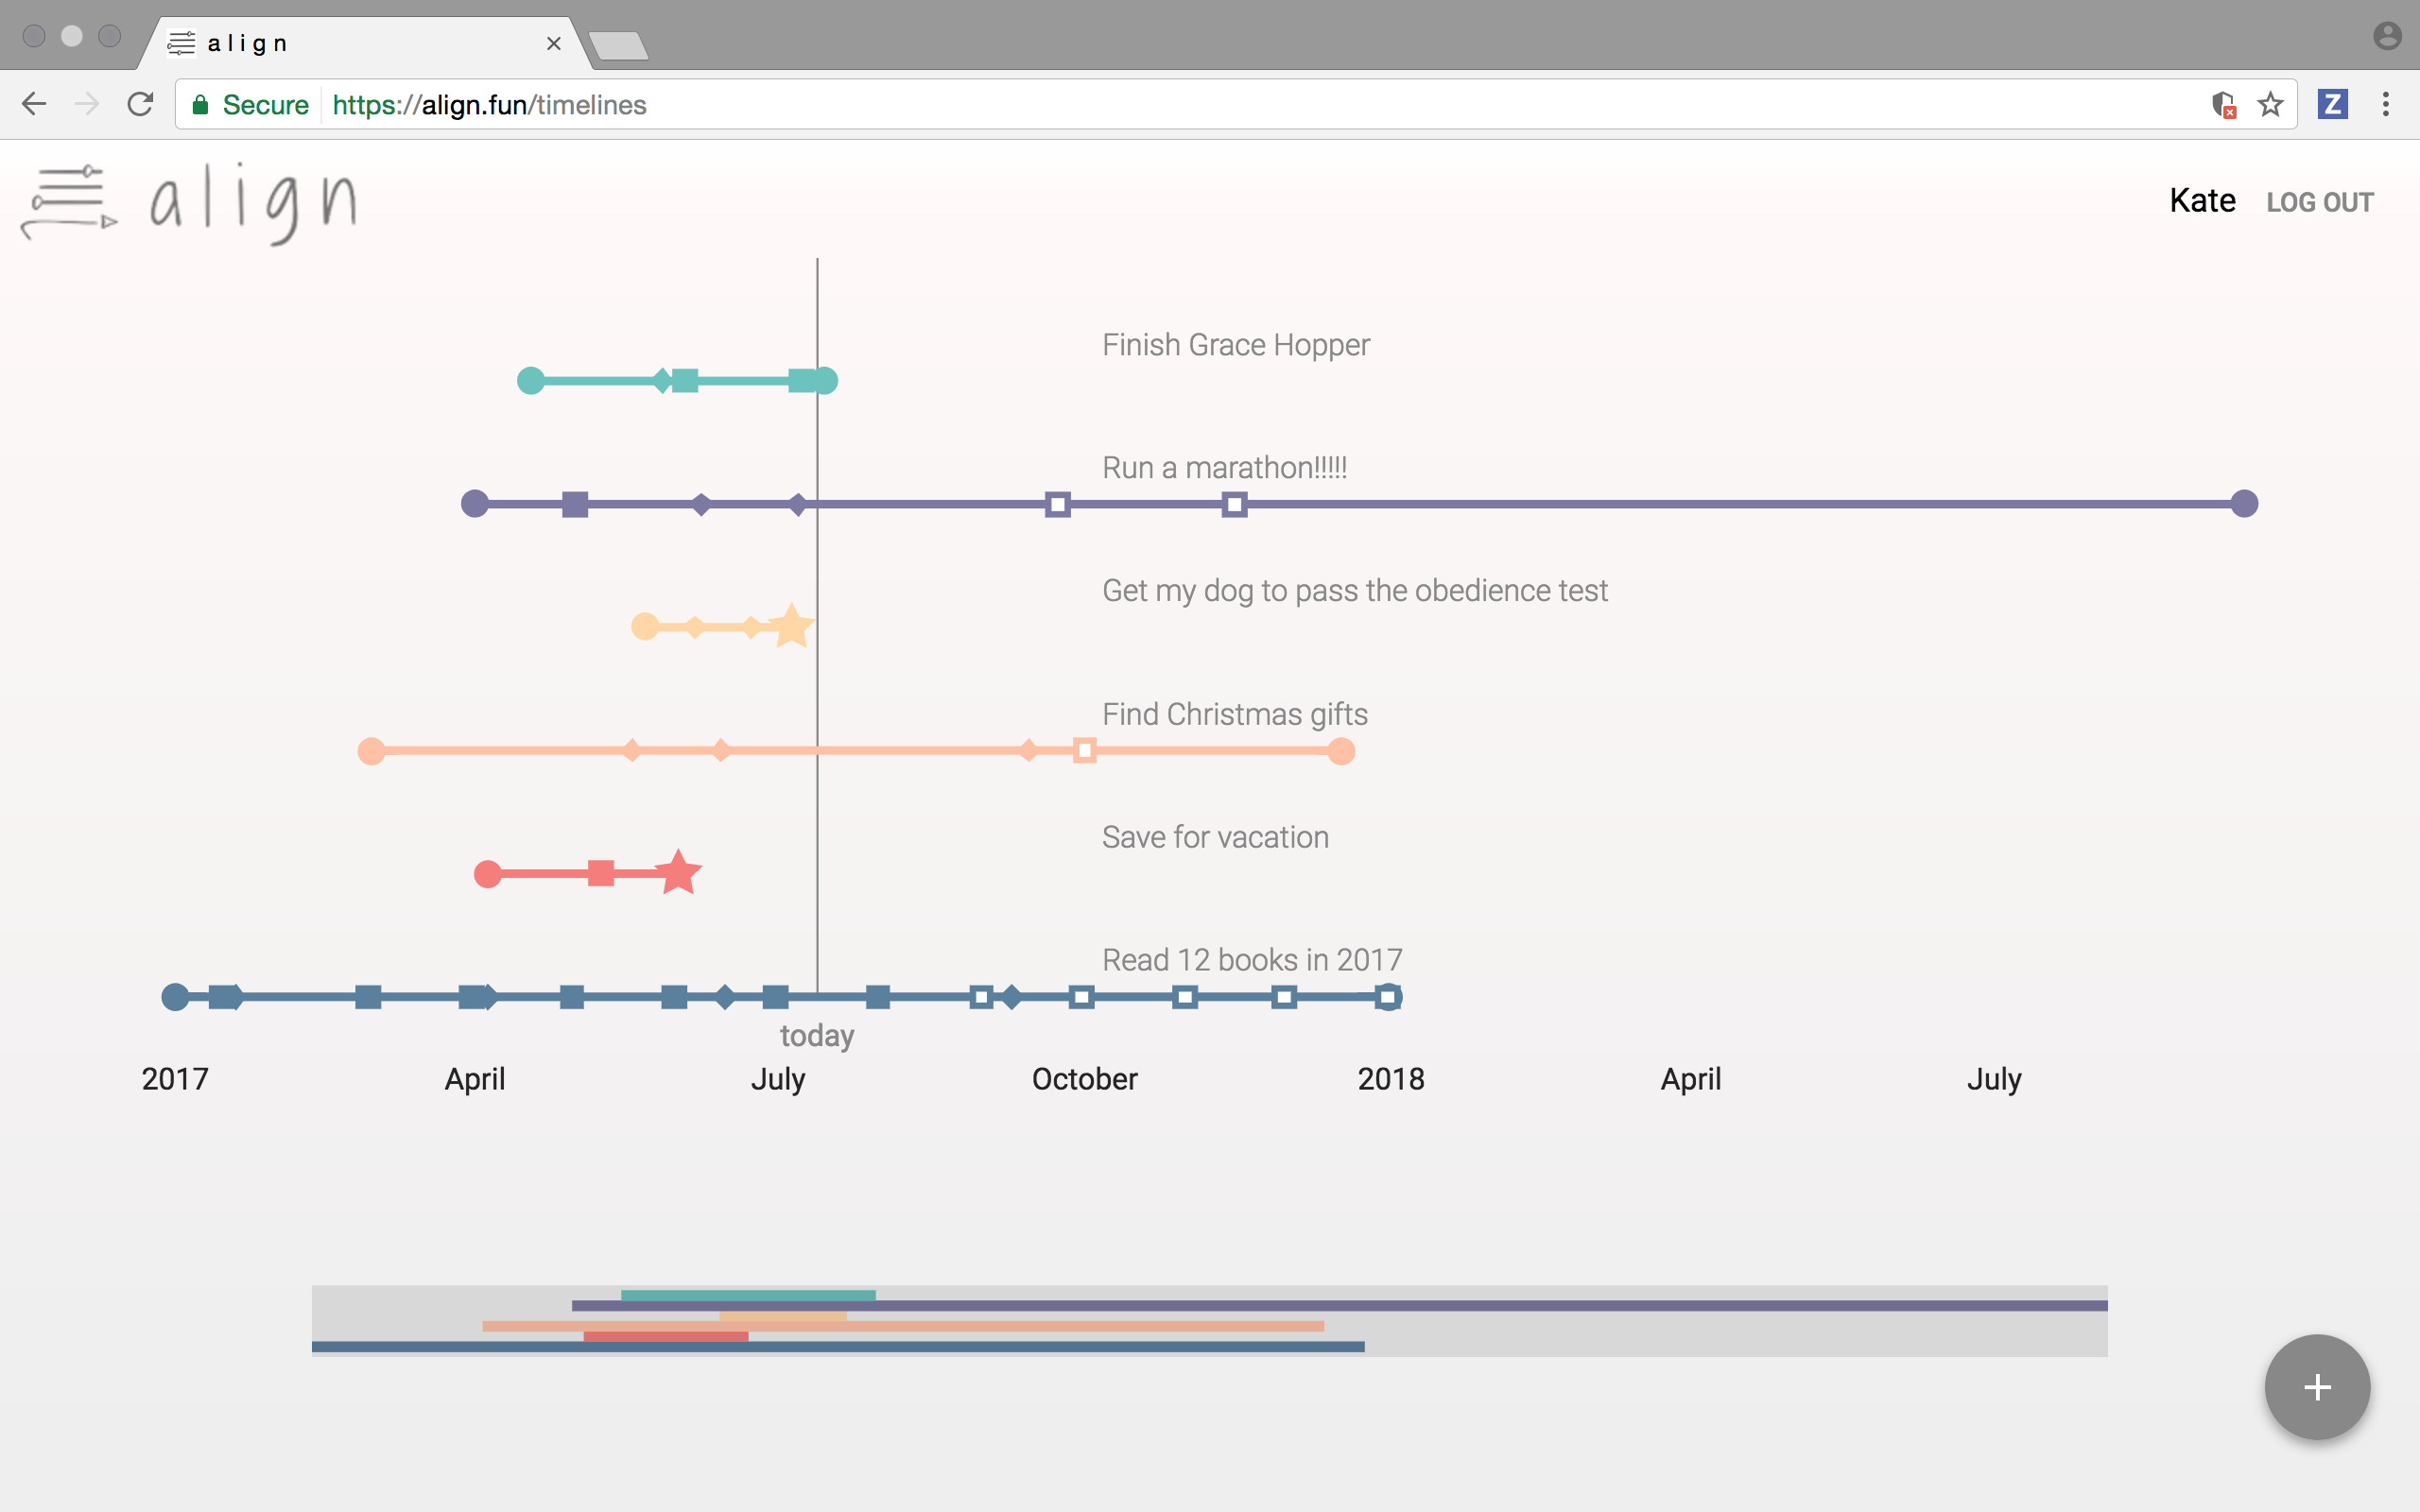 a l i g n
Secure https://align.fun/timelines
Z
align
Kate LOG OUT
Finish Grace Hopper
Run a marathon!!!!!
Get my dog to pass the obedience test
Find Christmas gifts
Save for vacation
Read 12 books in 2017
today
2017 April July October 2018 April July